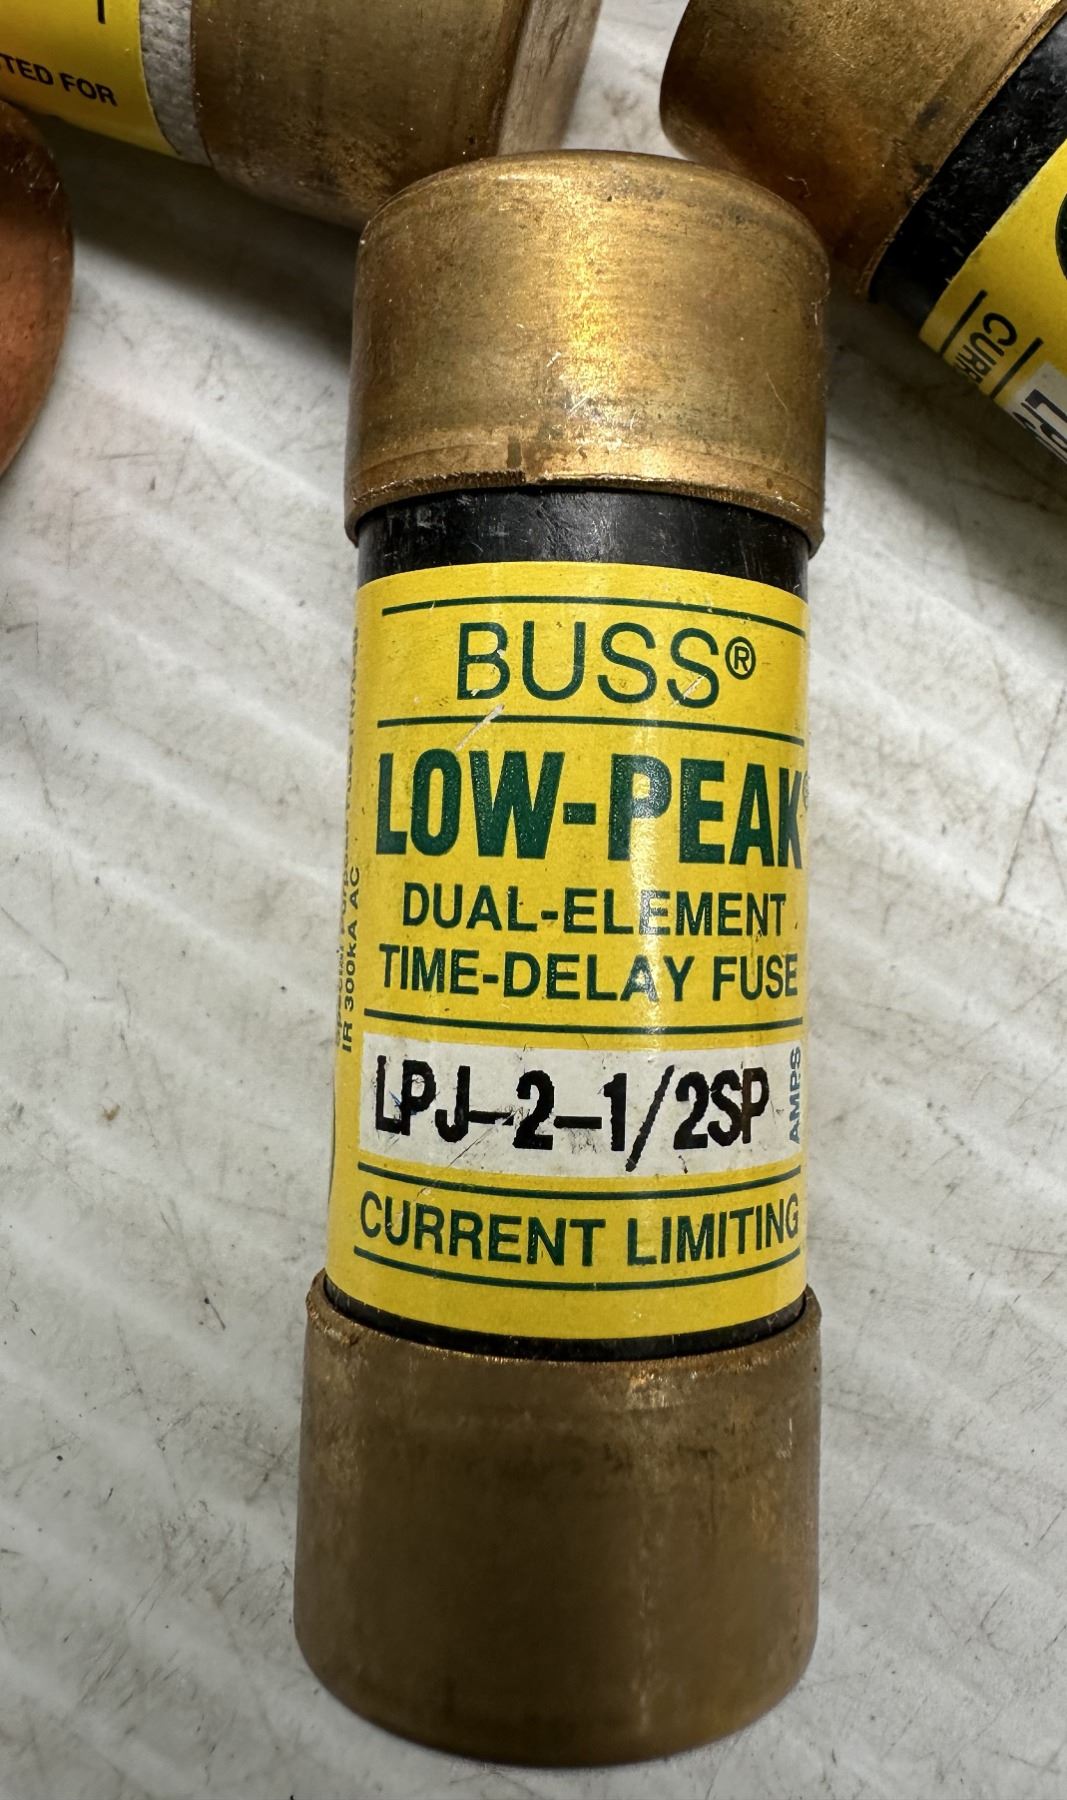 TED FOR
BUSS®
LOW-PEAK®
DUAL-ELEMENT
TIME-DELAY FUSE
LPJ-2-1/2SP
AMPS
CURRENT LIMITING
IR 300kA AC